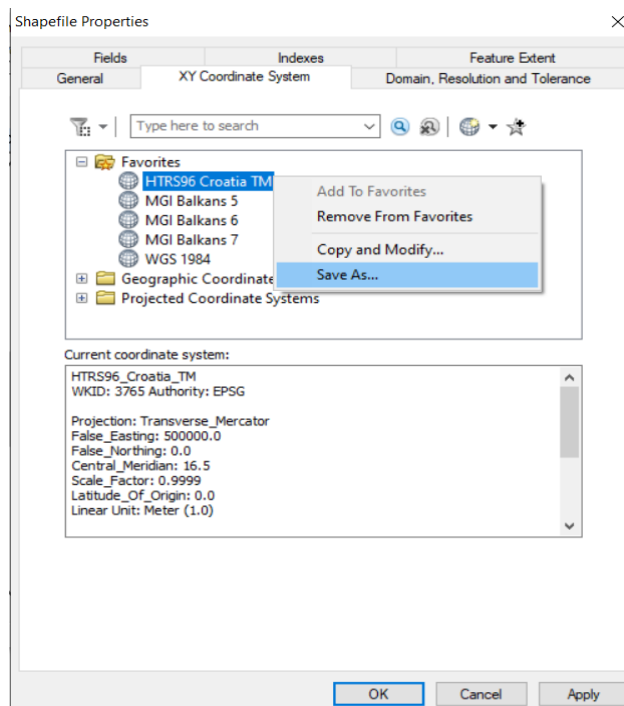 Shapefile Properties
Fields Indexes Feature Extent
General XY Coordinate System Domain, Resolution and Tolerance
Type here to search
Favorites
HTRS96 Croatia TM
MGI Balkans 5
MGI Balkans 6
MGI Balkans 7
WGS 1984
Geographic Coordinate
Projected Coordinate Systems
Add To Favorites
Remove From Favorites
Copy and Modify...
Save As...
Current coordinate system:
HTRS96_Croatia_TM
WKID: 3765 Authority: EPSG
Projection: Transverse_Mercator
False_Easting: 500000.0
False_Northing: 0.0
Central_Meridian: 16.5
Scale_Factor: 0.9999
Latitude_Of_Origin: 0.0
Linear Unit: Meter (1.0)
OK Cancel Apply